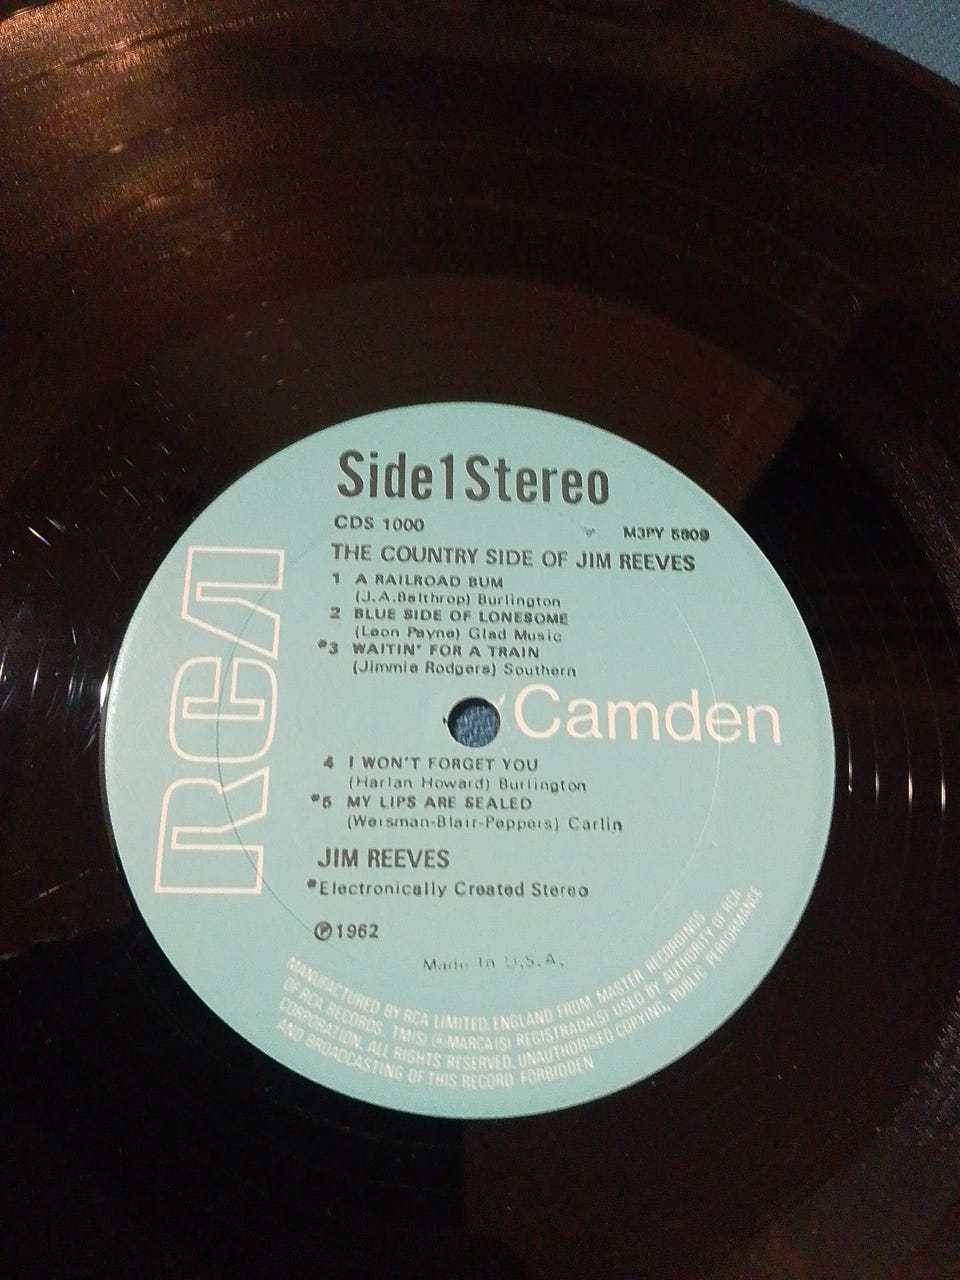 Side 1 Stereo
CDS 1000
M3PY 5809
THE COUNTRY SIDE OF JIM REEVES
1 A RAILROAD BUM
(J.A.Balthrop) Burlington
2 BLUE SIDE OF LONESOME
(Leon Payne) Glad Music
*3 WAITIN' FOR A TRAIN
(Jimmie Rodgers) Southern
RCA
Camden
4 I WON'T FORGET YOU
(Harlan Howard) Burlington
*5 MY LIPS ARE SEALED
(Weisman-Blair-Peppers) Carlin
JIM REEVES
*Electronically Created Stereo
℗1962
Made In U.S.A.
MANUFACTURED BY RCA LIMITED, ENGLAND FROM MASTER RECORDINGS
OF RCA RECORDS. TM(S) ® MARCA(S) REGISTRADA(S) USED BY AUTHORITY OF RCA
CORPORATION. ALL RIGHTS RESERVED. UNAUTHORISED COPYING, PUBLIC PERFORMANCE
AND BROADCASTING OF THIS RECORD FORBIDDEN